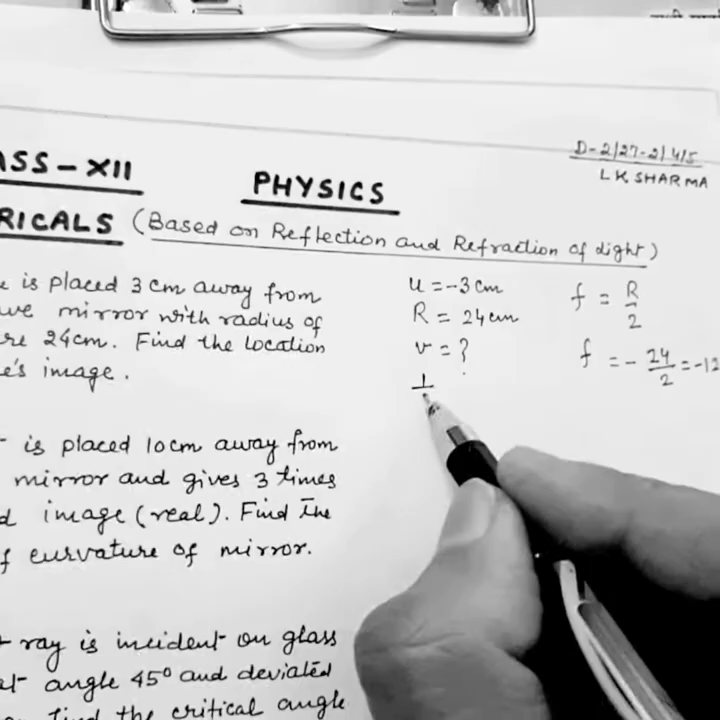 ASS-XII PHYSICS
D-2/27-2/4/5
L K SHARMA
RICALS (Based on Reflection and Refraction of Light)
is placed 3 cm away from
mirror with radius of
24cm. Find the location
image.
u = -3 cm
R = 24 cm
v = ?
1
f = R/2
f = - 24/2 = -12
is placed 10cm away from
mirror and gives 3 times
image (real). Find the
curvature of mirror.
ray is incident on glass
at angle 45° and deviated
find the critical angle